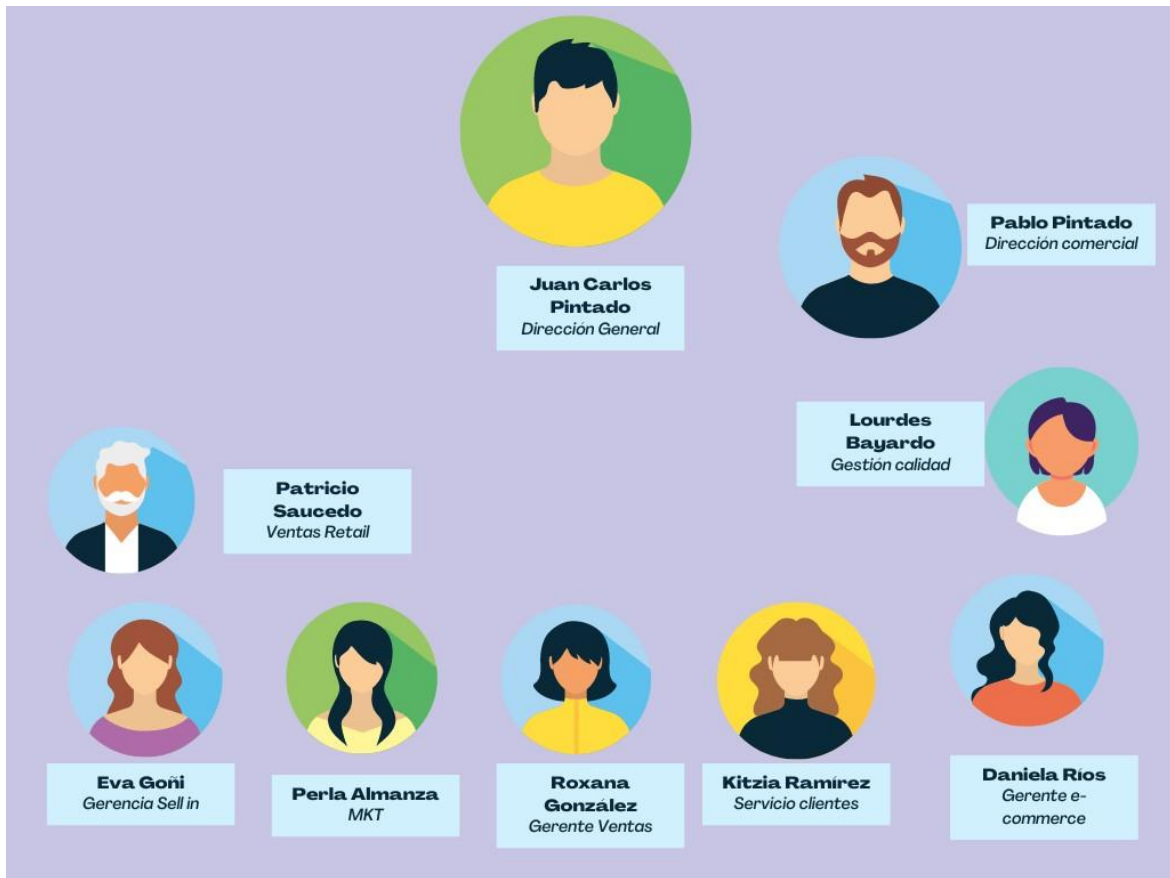 Juan Carlos
Pintado
Dirección General
Pablo Pintado
Dirección comercial
Lourdes
Bayardo
Gestión calidad
Patricio
Saucedo
Ventas Retail
Eva Goñi
Gerencia Sell in
Perla Almanza
MKT
Roxana
González
Gerente Ventas
Kitzia Ramírez
Servicio clientes
Daniela Ríos
Gerente e-
commerce